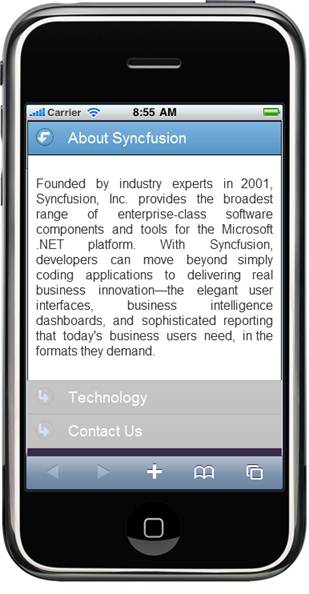 Carrier 8:55 AM
About Syncfusion
Founded by industry experts in 2001,
Syncfusion, Inc. provides the broadest
range of enterprise-class software
components and tools for the Microsoft
.NET platform. With Syncfusion,
developers can move beyond simply
coding applications to delivering real
business innovation—the elegant user
interfaces, business intelligence
dashboards, and sophisticated reporting
that today's business users need, in the
formats they demand.
Technology
Contact Us